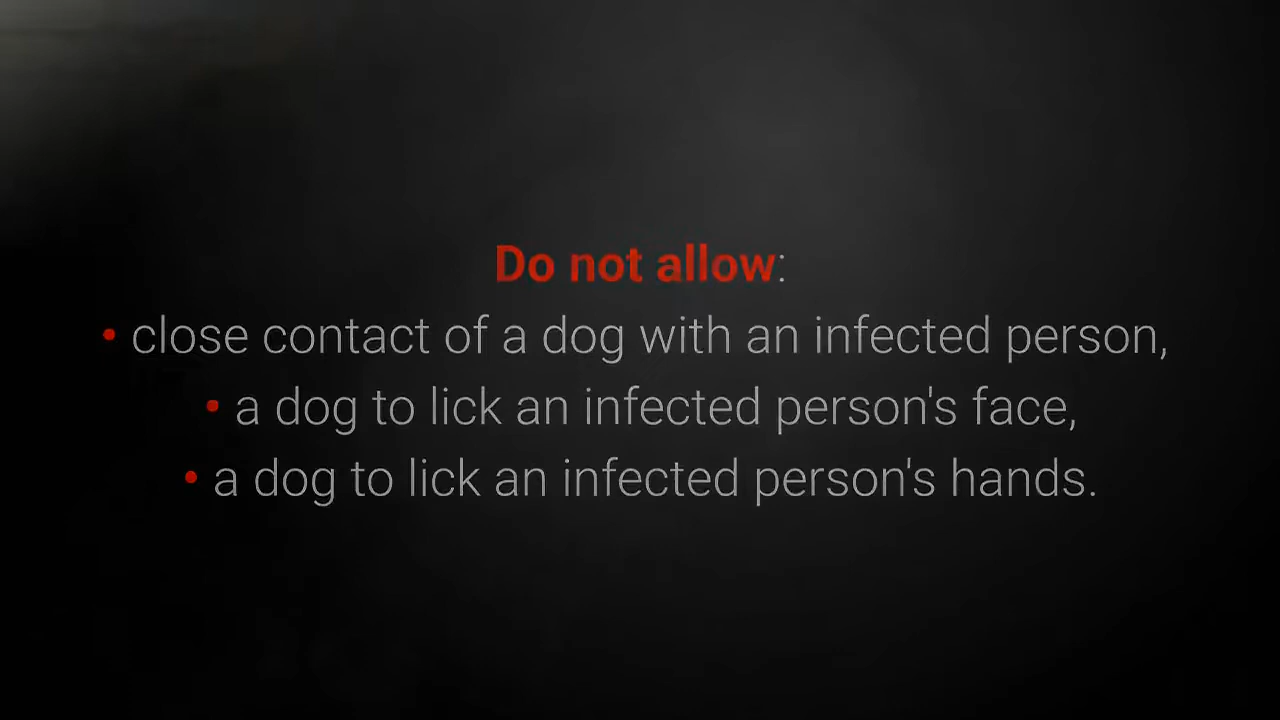 Do not allow:
• close contact of a dog with an infected person,
• a dog to lick an infected person's face,
• a dog to lick an infected person's hands.